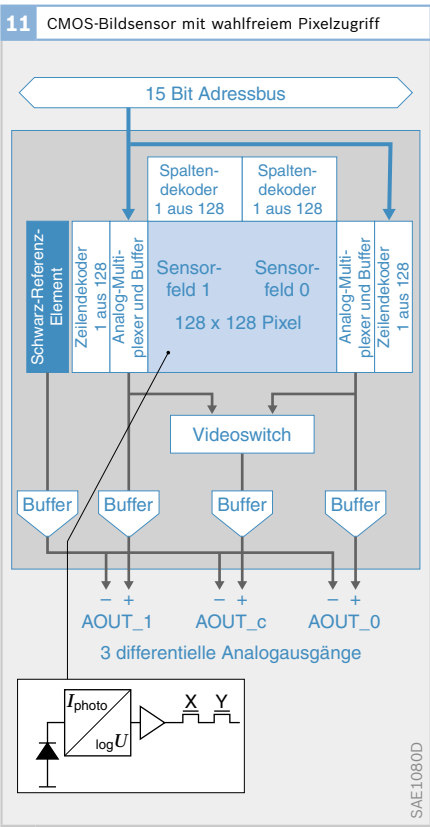 11 CMOS-Bildsensor mit wahlfreiem Pixelzugriff
15 Bit Adressbus
Spalten-
dekoder
1 aus 128
Spalten-
dekoder
1 aus 128
Schwarz-Referenz-
Element
Zeilendekoder
1 aus 128
Analog-Multi-
plexer und Buffer
Sensor-
feld 1
Sensor-
feld 0
128 x 128 Pixel
Analog-Multi-
plexer und Buffer
Zeilendekoder
1 aus 128
Videoswitch
Buffer
Buffer
Buffer
Buffer
– +
AOUT_1
– +
AOUT_c
– +
AOUT_0
3 differentielle Analogausgänge
Iphoto
logU
X Y
SAE1080D